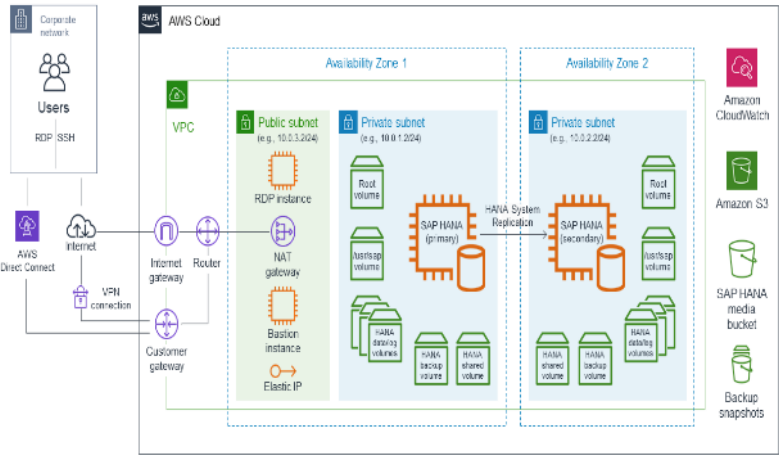 Corporate
network
Users
RDP
SSH
aws
AWS Cloud
Availability Zone 1
Availability Zone 2
VPC
Public subnet
(e.g., 10.0.3.2/24)
Private subnet
(e.g., 10.0.1.2/24)
Private subnet
(e.g., 10.0.2.2/24)
RDP instance
NAT
gateway
Bastion
instance
Elastic IP
Root
volume
/usr/sap
volume
HANA
data/log
volumes
HANA
backup
volume
HANA
shared
volume
SAP HANA
(primary)
HANA System
Replication
SAP HANA
(secondary)
Root
volume
/usr/sap
volume
HANA
data/log
volumes
HANA
shared
volume
HANA
backup
volume
AWS
Direct Connect
Internet
VPN
connection
Internet
gateway
Router
Customer
gateway
Amazon
CloudWatch
Amazon S3
SAP HANA
media
bucket
Backup
snapshots